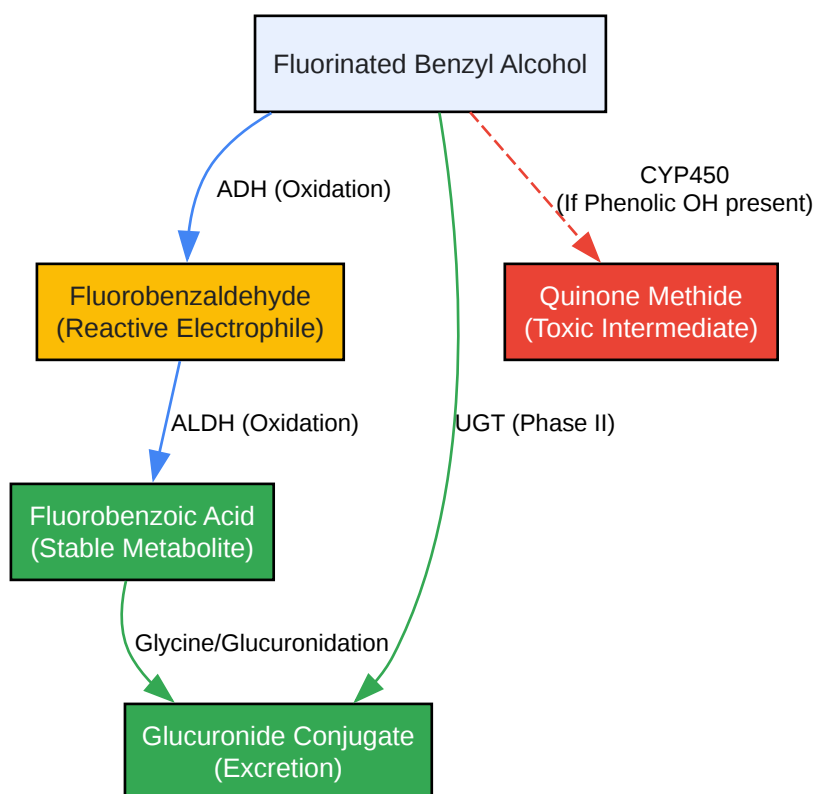 Fluorinated Benzyl Alcohol
ADH (Oxidation)
CYP450
(If Phenolic OH present)
Fluorobenzaldehyde
(Reactive Electrophile)
Quinone Methide
(Toxic Intermediate)
ALDH (Oxidation)
UGT (Phase II)
Fluorobenzoic Acid
(Stable Metabolite)
Glycine/Glucuronidation
Glucuronide Conjugate
(Excretion)